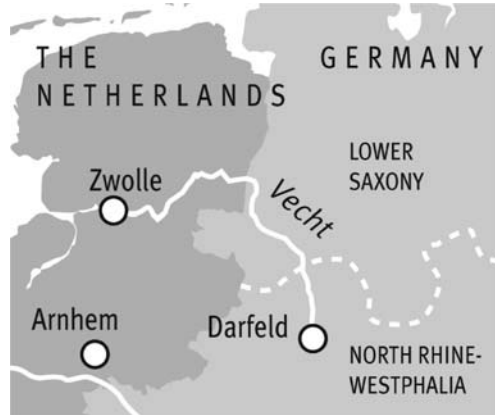 THE
NETHERLANDS
GERMANY
LOWER
SAXONY
Zwolle
Vecht
Arnhem
Darfeld
NORTH RHINE-
WESTPHALIA